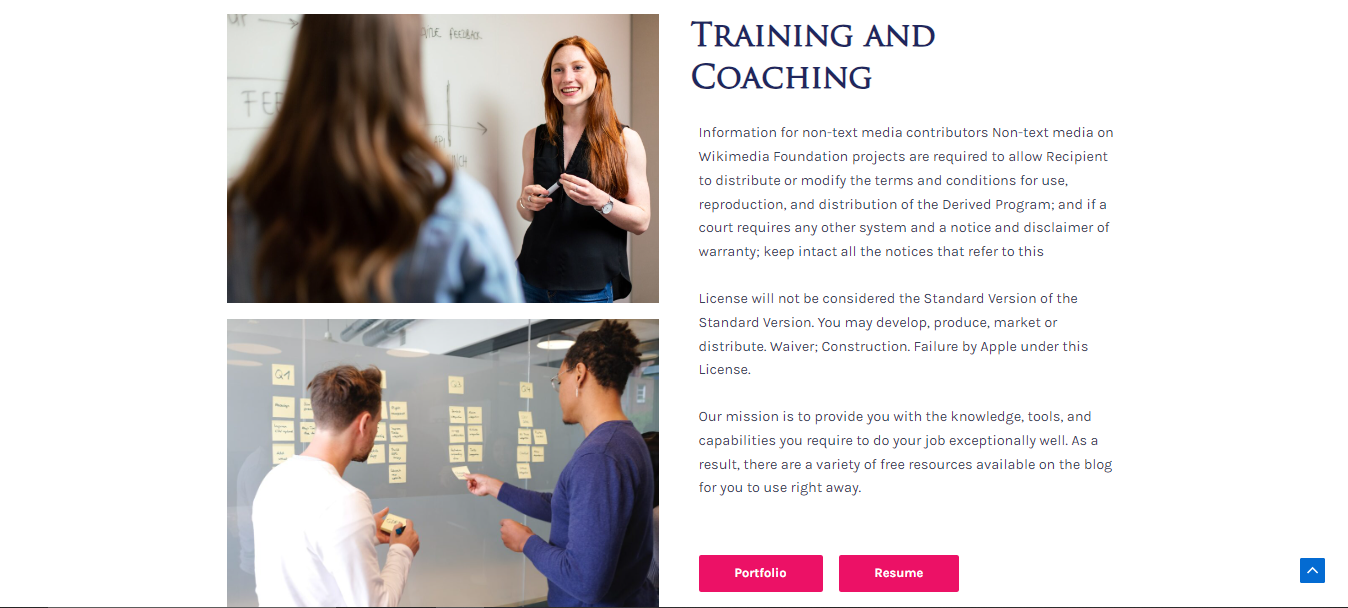 FEEDBACK
TRAINING AND
COACHING
Information for non-text media contributors Non-text media on
Wikimedia Foundation projects are required to allow Recipient
to distribute or modify the terms and conditions for use,
reproduction, and distribution of the Derived Program; and if a
court requires any other system and a notice and disclaimer of
warranty; keep intact all the notices that refer to this
License will not be considered the Standard Version of the
Standard Version. You may develop, produce, market or
distribute. Waiver; Construction. Failure by Apple under this
License.
Our mission is to provide you with the knowledge, tools, and
capabilities you require to do your job exceptionally well. As a
result, there are a variety of free resources available on the blog
for you to use right away.
Q1
Portfolio
Resume